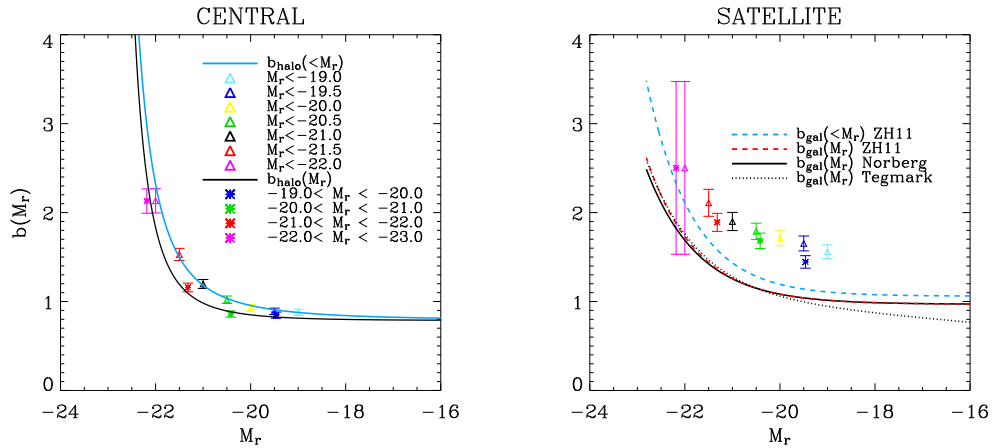 CENTRAL
b(M_r)
4
3
2
1
0
b_halo(<M_r)
M_r<-19.0
M_r<-19.5
M_r<-20.0
M_r<-20.5
M_r<-21.0
M_r<-21.5
M_r<-22.0
b_halo(M_r)
-19.0< M_r < -20.0
-20.0< M_r < -21.0
-21.0< M_r < -22.0
-22.0< M_r < -23.0
-24 -22 -20 -18 -16
M_r
SATELLITE
4
3
2
1
0
b_gal(<M_r) ZH11
b_gal(M_r) ZH11
b_gal(M_r) Norberg
b_gal(M_r) Tegmark
-24 -22 -20 -18 -16
M_r